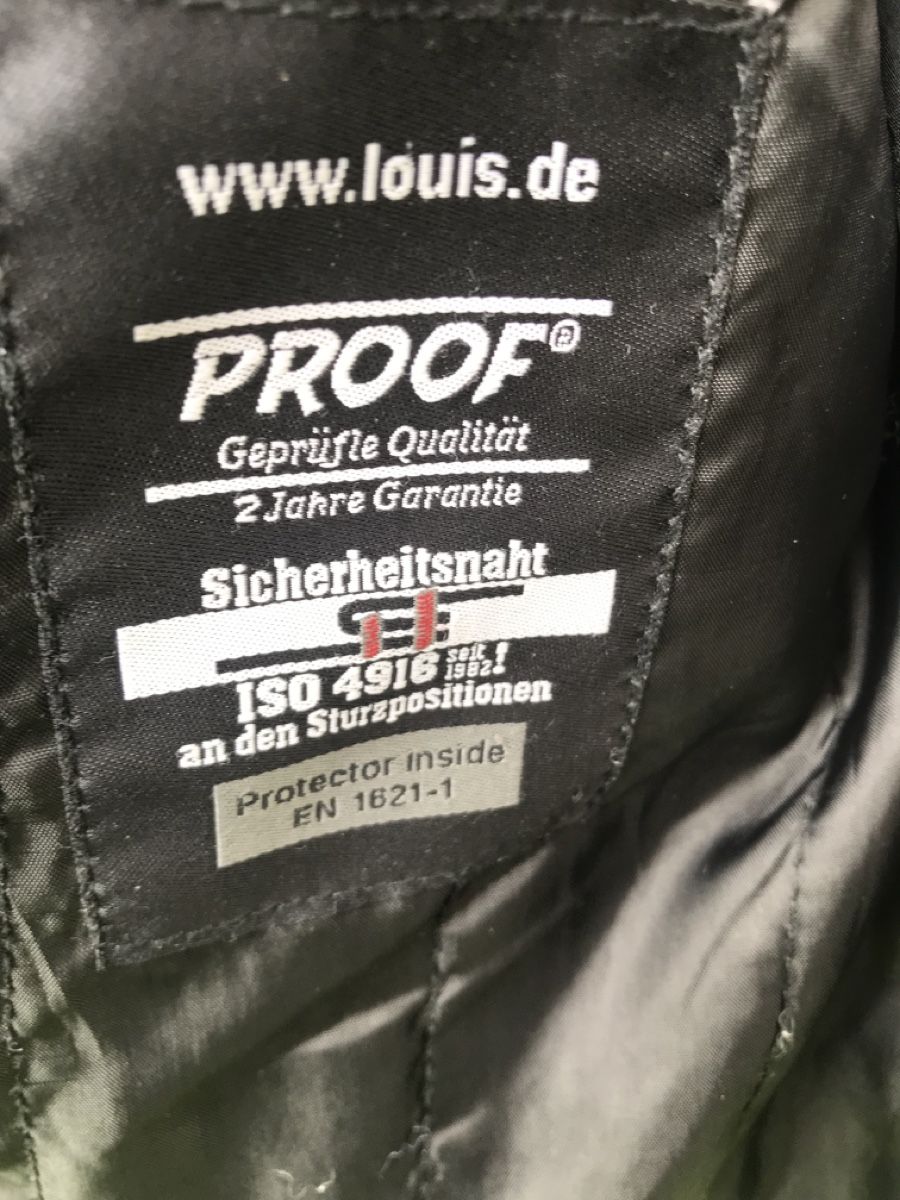 www.louis.de
PROOF®
Geprüfte Qualität
2 Jahre Garantie
Sicherheitsnaht
ISO 4916 seit 1982!
an den Sturzpositionen
Protector Inside
EN 1621-1